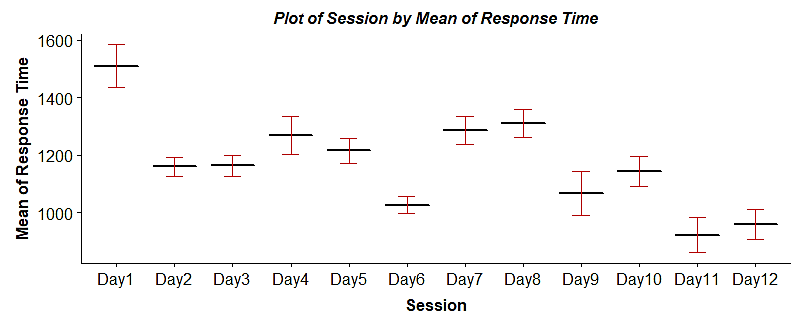 Plot of Session by Mean of Response Time
Mean of Response Time
1600
1400
1200
1000
Day1 Day2 Day3 Day4 Day5 Day6 Day7 Day8 Day9 Day10 Day11 Day12
Session